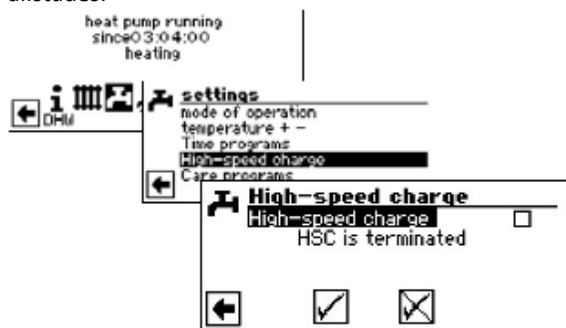 heat pump running
since03:04:00
heating
DHW
settings
mode of operation
temperature + -
Time programs
High-speed charge
Care programs
High-speed charge
High-speed charge
HSC is terminated